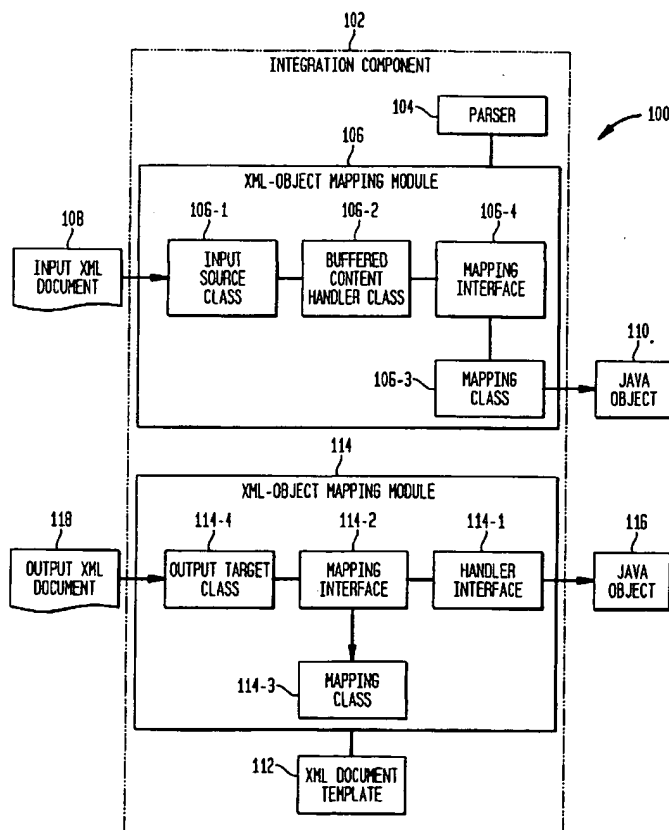 102
INTEGRATION COMPONENT
104
PARSER
100
106
XML-OBJECT MAPPING MODULE
108
106-1
106-2
106-4
INPUT XML
DOCUMENT
INPUT
SOURCE
CLASS
BUFFERED
CONTENT
HANDLER CLASS
MAPPING
INTERFACE
110
106-3
MAPPING
CLASS
JAVA
OBJECT
114
XML-OBJECT MAPPING MODULE
118
114-4
114-2
114-1
116
OUTPUT XML
DOCUMENT
OUTPUT TARGET
CLASS
MAPPING
INTERFACE
HANDLER
INTERFACE
JAVA
OBJECT
114-3
MAPPING
CLASS
112
XML DOCUMENT
TEMPLATE